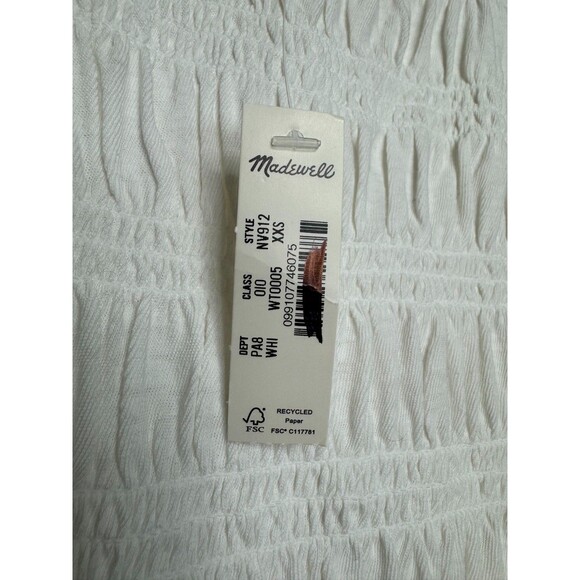 Madewell
DEPT CLASS STYLE
PA8 010 NV912
WHI WT0005 XXS
099107746075
FSC
RECYCLED
Paper
FSC® C117781